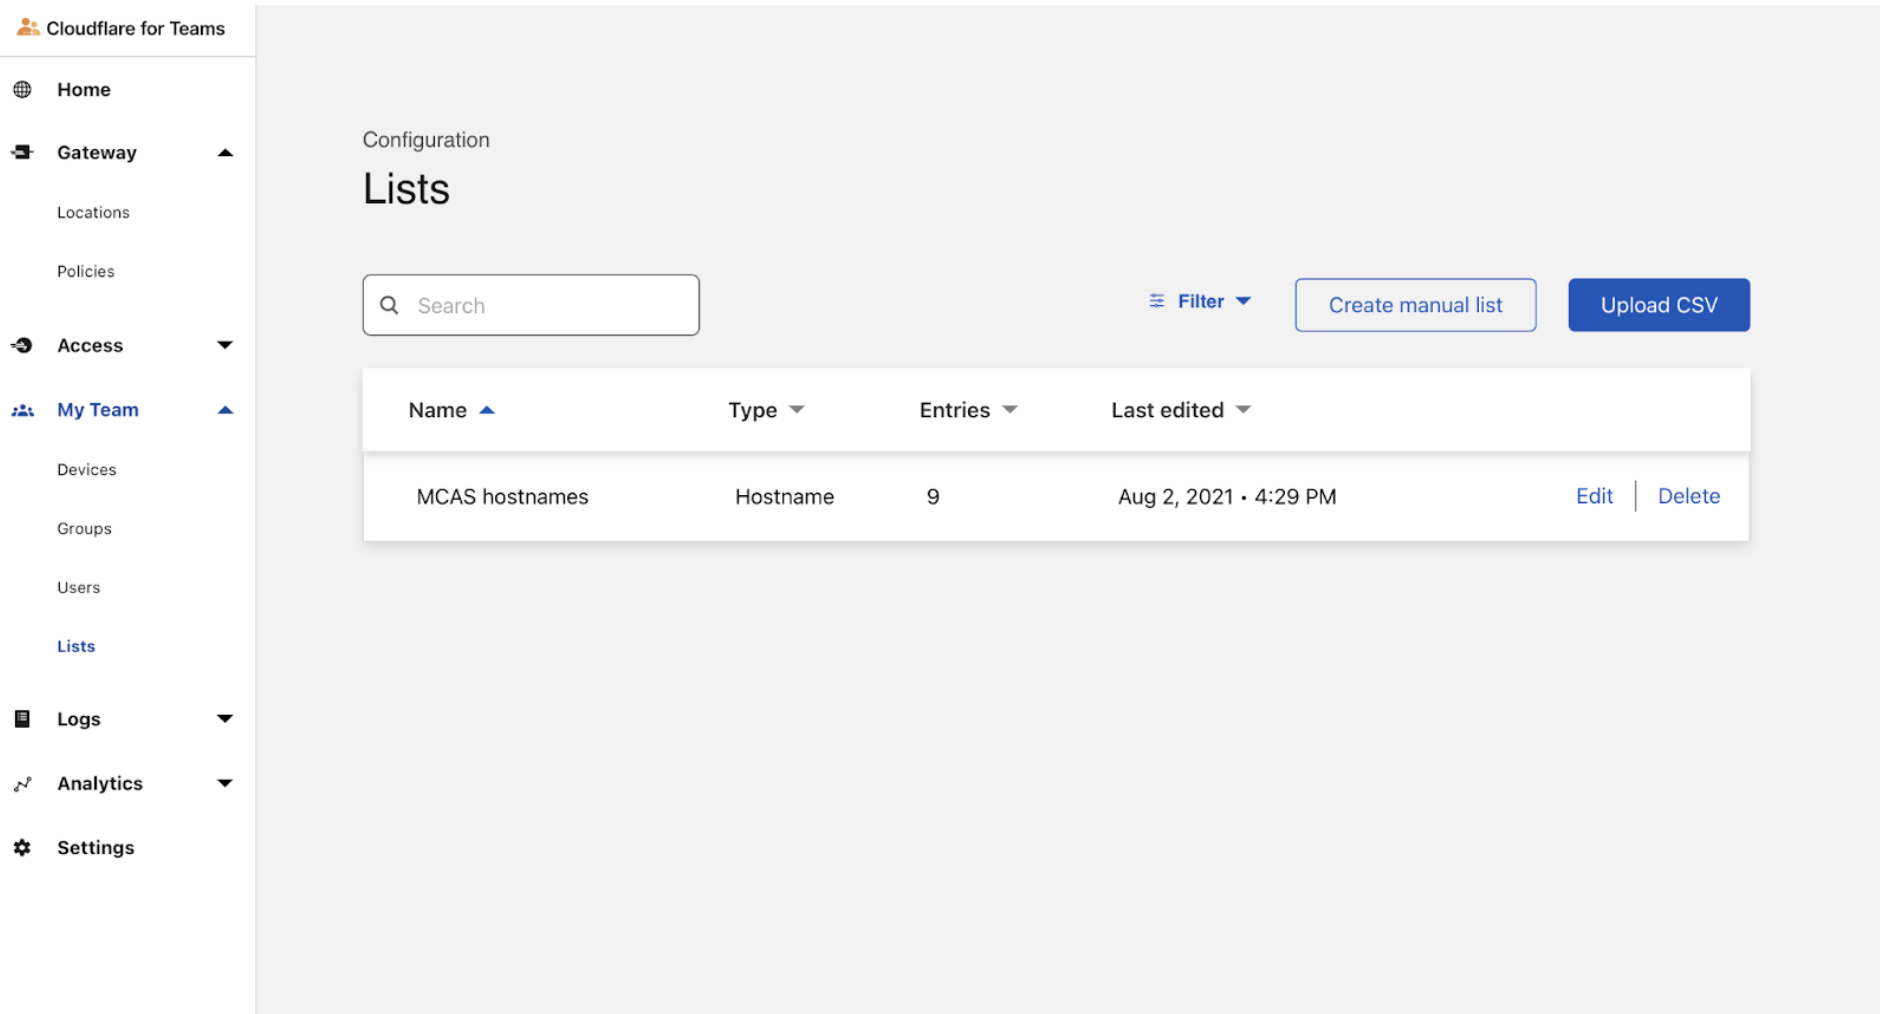 Cloudflare for Teams
Home
Gateway
Locations
Policies
Access
My Team
Devices
Groups
Users
Lists
Logs
Analytics
Settings
Configuration
Lists
Search
Filter
Create manual list
Upload CSV
Name Type Entries Last edited
MCAS hostnames Hostname 9 Aug 2, 2021 • 4:29 PM Edit Delete